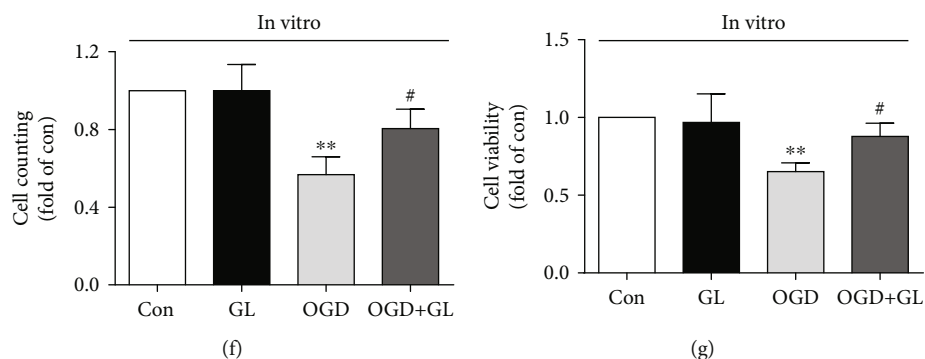 In vitro
Cell counting
(fold of con)
1.2
0.8
0.4
0.0
**
#
Con GL OGD OGD+GL
(f)
In vitro
Cell viability
(fold of con)
1.5
1.0
0.5
0.0
**
#
Con GL OGD OGD+GL
(g)